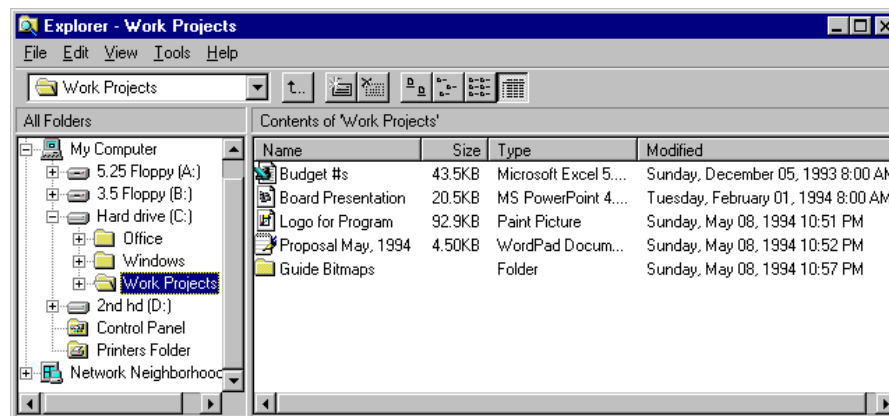 Explorer - Work Projects
File Edit View Tools Help
Work Projects
All Folders
Contents of 'Work Projects'
My Computer
5.25 Floppy (A:)
3.5 Floppy (B:)
Hard drive (C:)
Office
Windows
Work Projects
2nd hd (D:)
Control Panel
Printers Folder
Network Neighborhood
Name Size Type Modified
Budget #s 43.5KB Microsoft Excel 5.... Sunday, December 05, 1993 8:00 AM
Board Presentation 20.5KB MS PowerPoint 4.... Tuesday, February 01, 1994 8:00 AM
Logo for Program 92.9KB Paint Picture Sunday, May 08, 1994 10:51 PM
Proposal May, 1994 4.50KB WordPad Docum... Sunday, May 08, 1994 10:52 PM
Guide Bitmaps Folder Sunday, May 08, 1994 10:57 PM